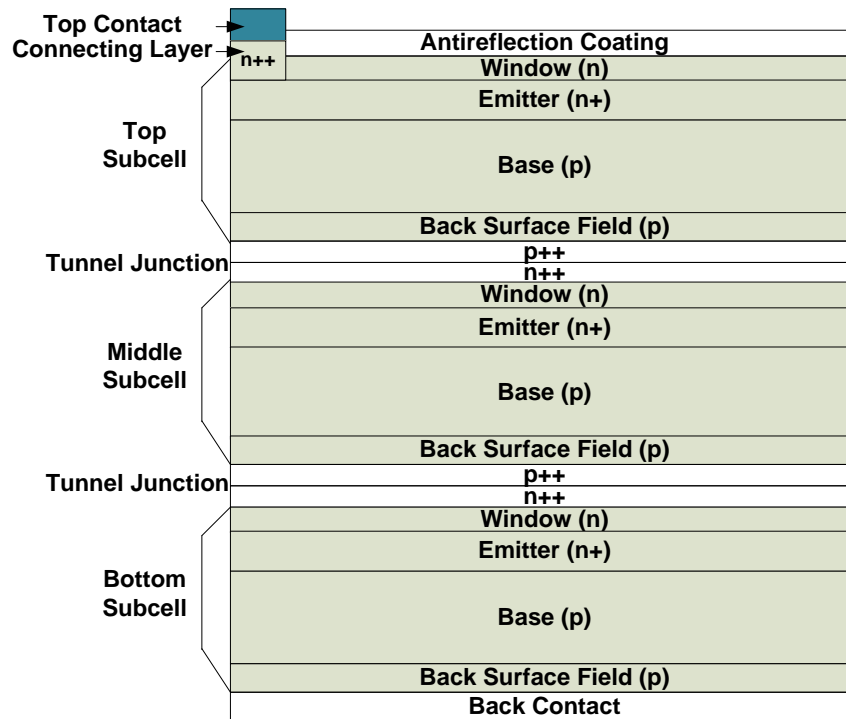 Top Contact
Connecting Layer
n++
Antireflection Coating
Window (n)
Emitter (n+)
Top
Subcell
Base (p)
Back Surface Field (p)
Tunnel Junction
p++
n++
Window (n)
Emitter (n+)
Middle
Subcell
Base (p)
Back Surface Field (p)
Tunnel Junction
p++
n++
Window (n)
Emitter (n+)
Bottom
Subcell
Base (p)
Back Surface Field (p)
Back Contact